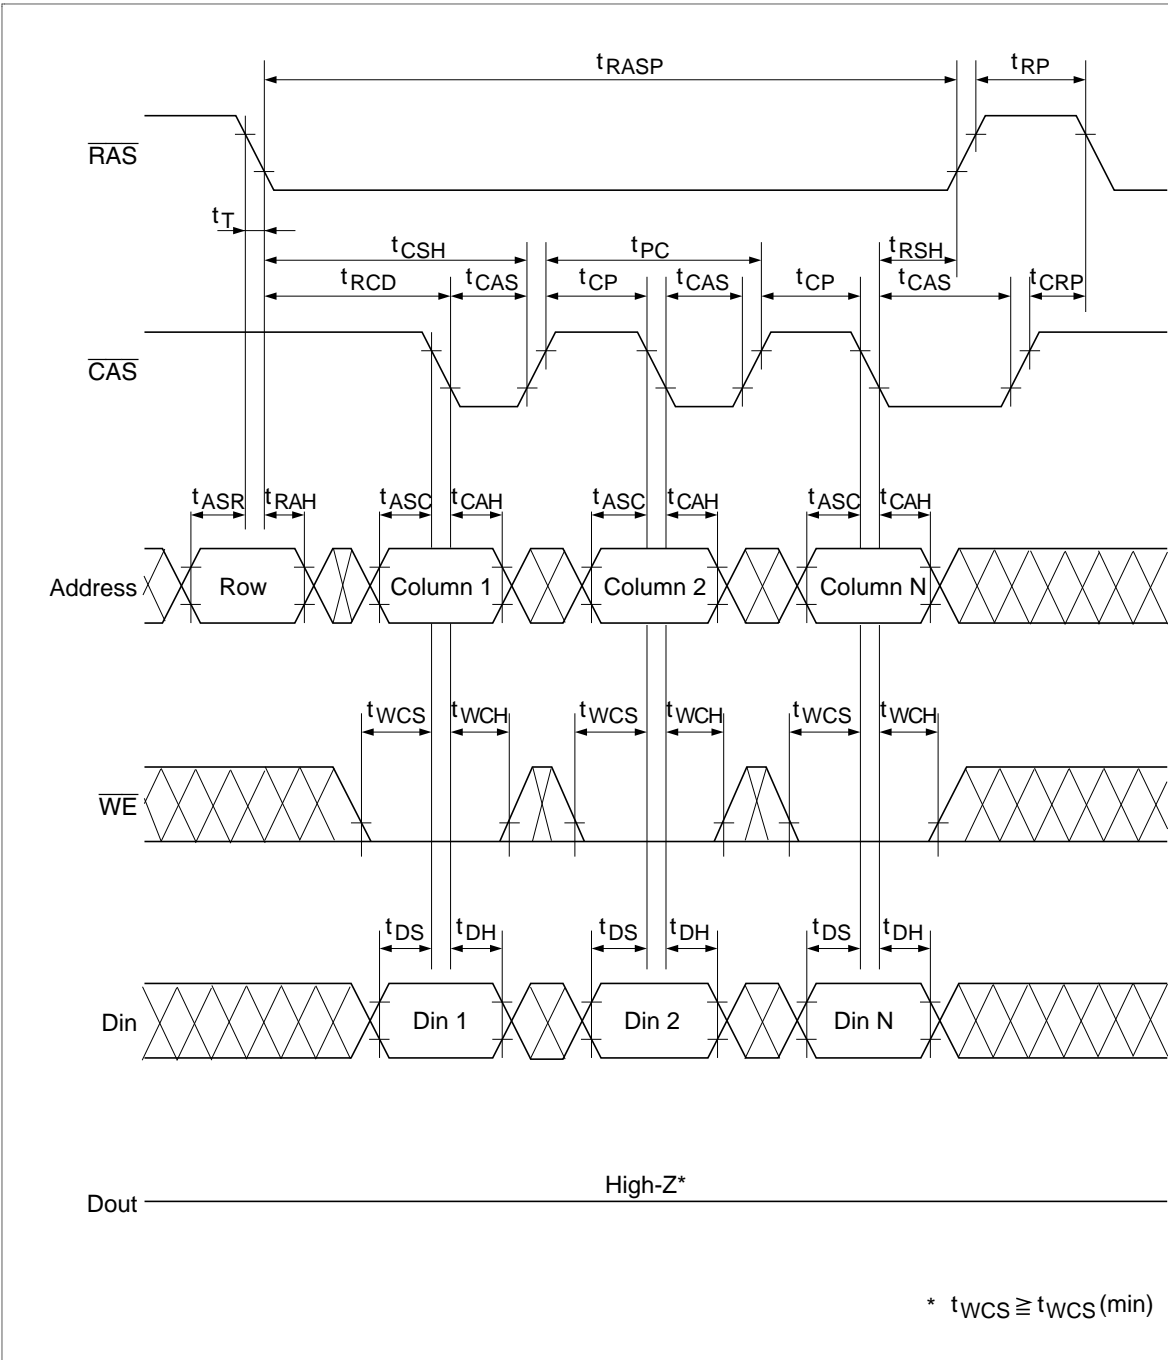 tRASP tRP
RAS
tT
tCSH tPC tRSH
tRCD tCAS tCP tCAS tCP tCAS tCRP
CAS
tASR tRAH tASC tCAH tASC tCAH tASC tCAH
Address Row Column 1 Column 2 Column N
tWCS tWCH tWCS tWCH tWCS tWCH
WE
tDS tDH tDS tDH tDS tDH
Din Din 1 Din 2 Din N
High-Z*
Dout
* tWCS ≧ tWCS(min)